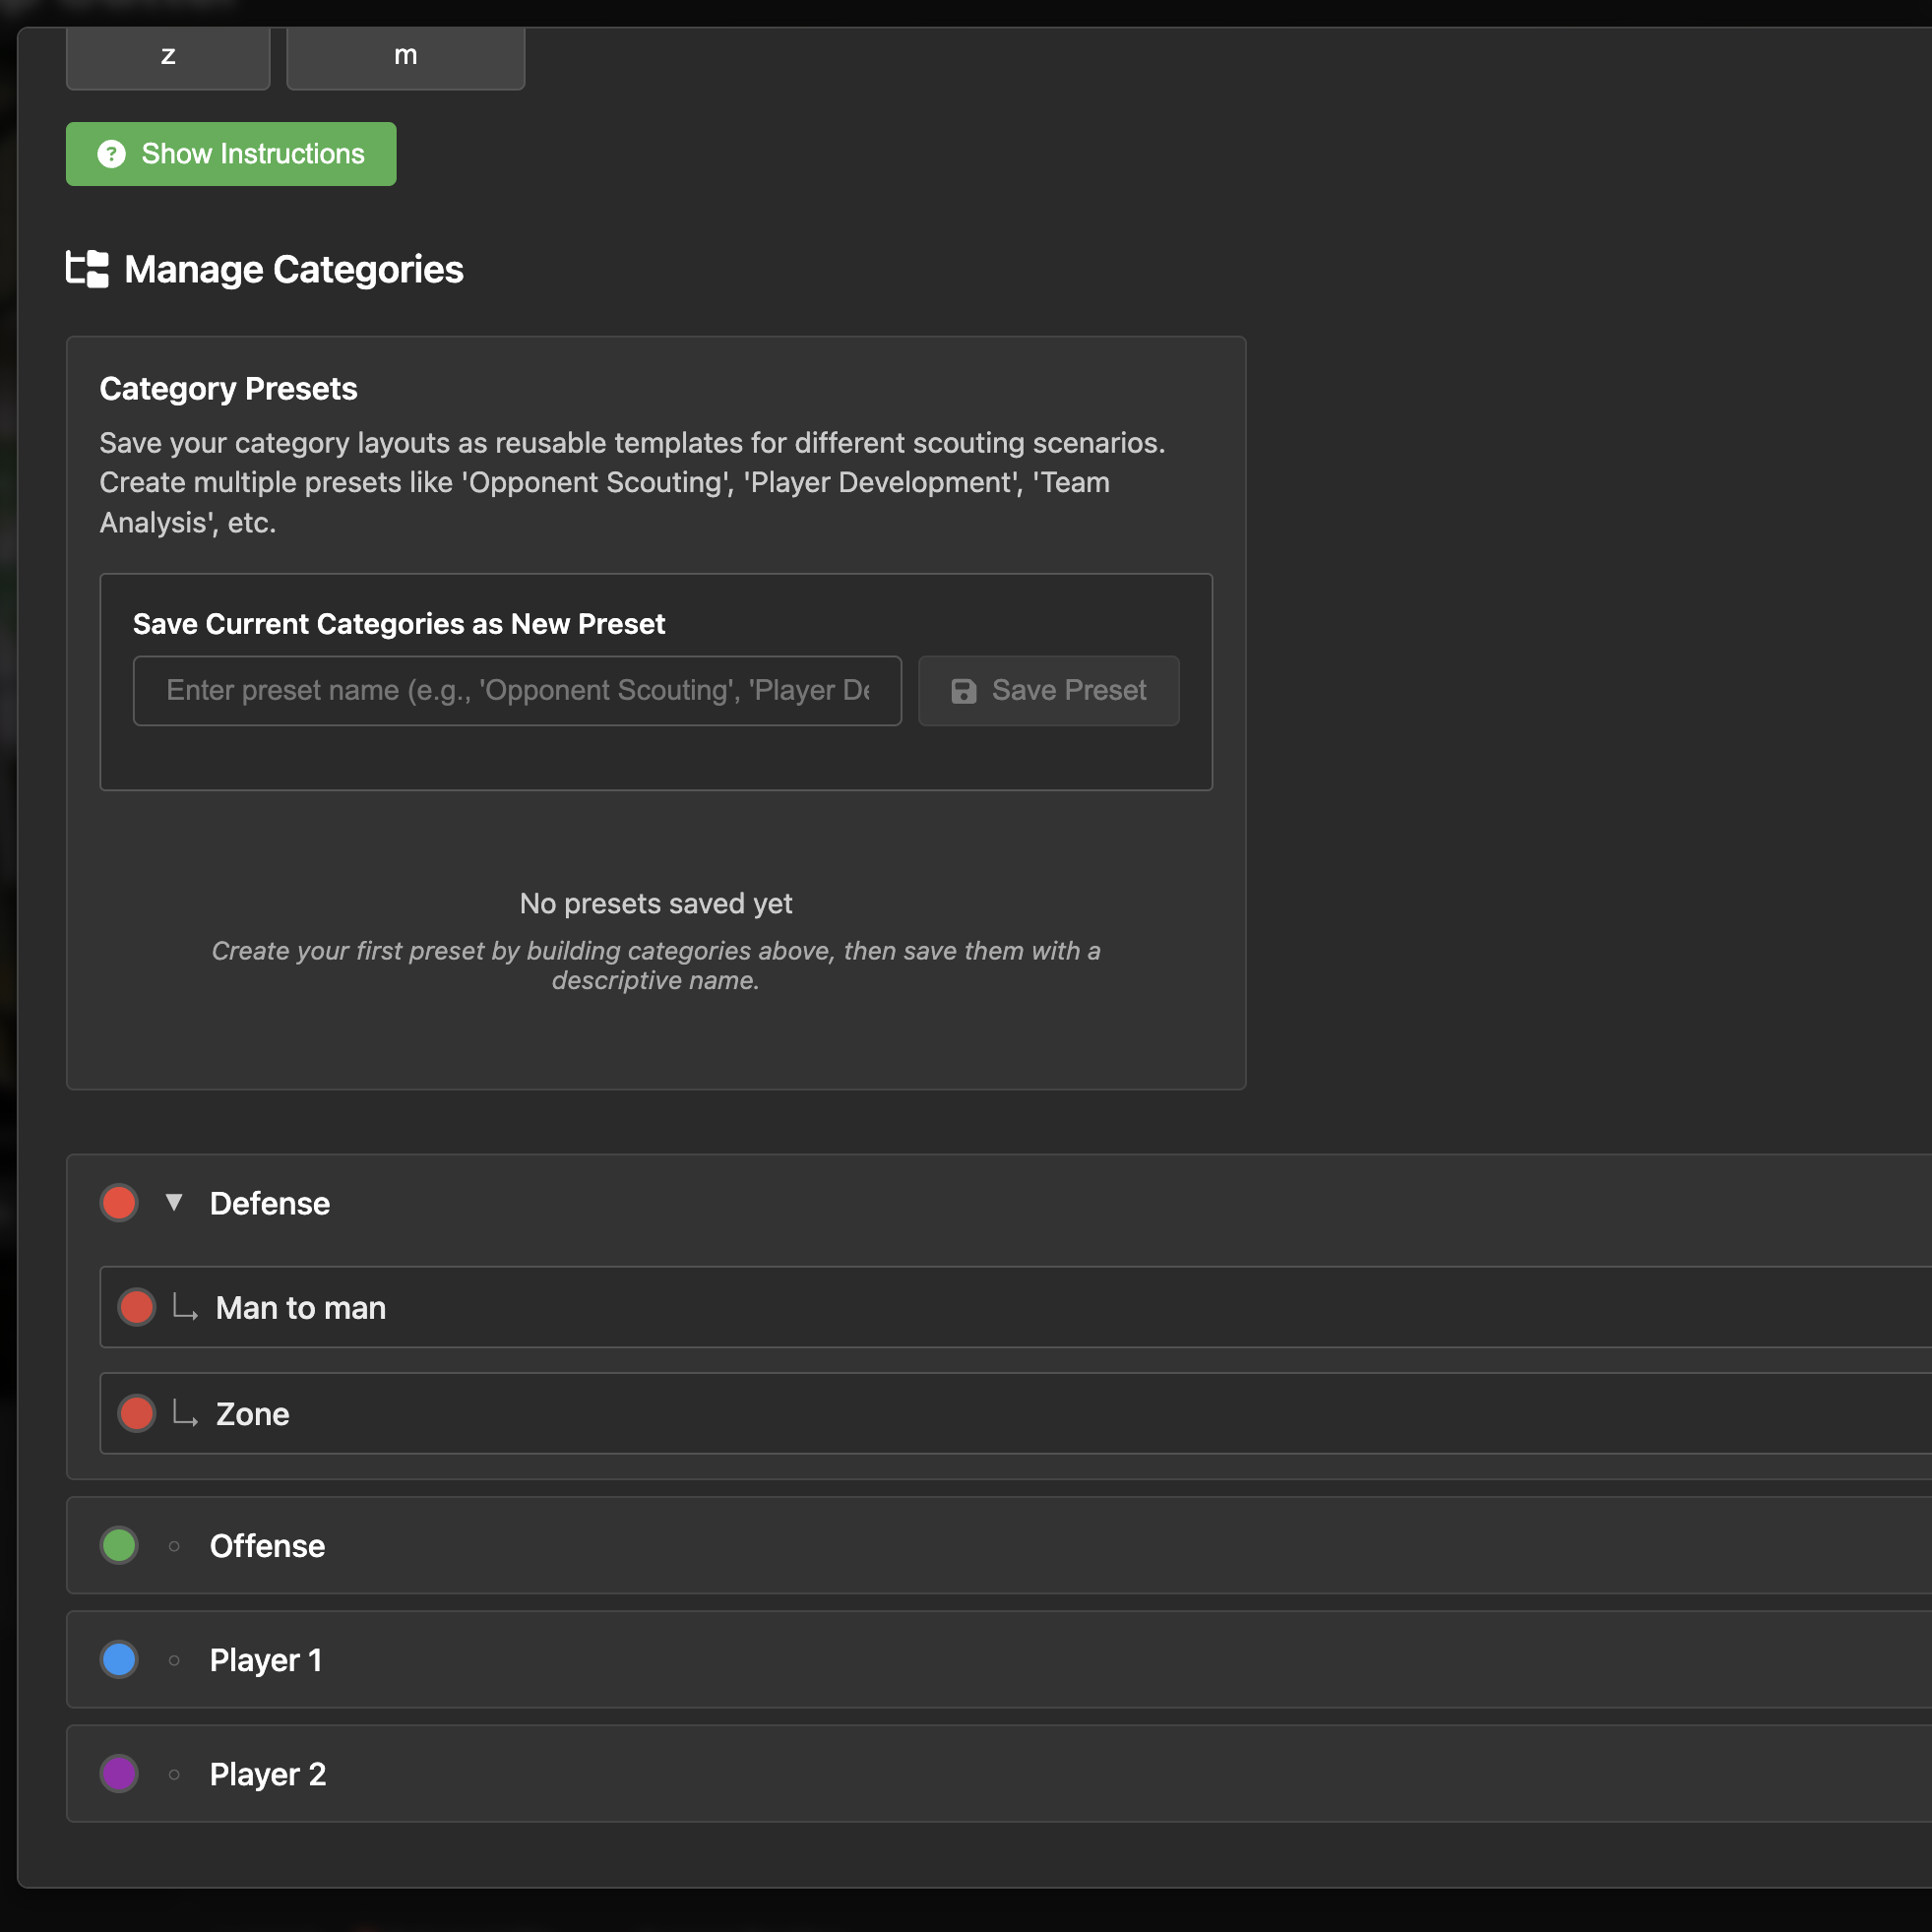 z
m
Show Instructions
Manage Categories
Category Presets
Save your category layouts as reusable templates for different scouting scenarios.
Create multiple presets like 'Opponent Scouting', 'Player Development', 'Team
Analysis', etc.
Save Current Categories as New Preset
Enter preset name (e.g., 'Opponent Scouting', 'Player De
Save Preset
No presets saved yet
Create your first preset by building categories above, then save them with a
descriptive name.
Defense
Man to man
Zone
Offense
Player 1
Player 2